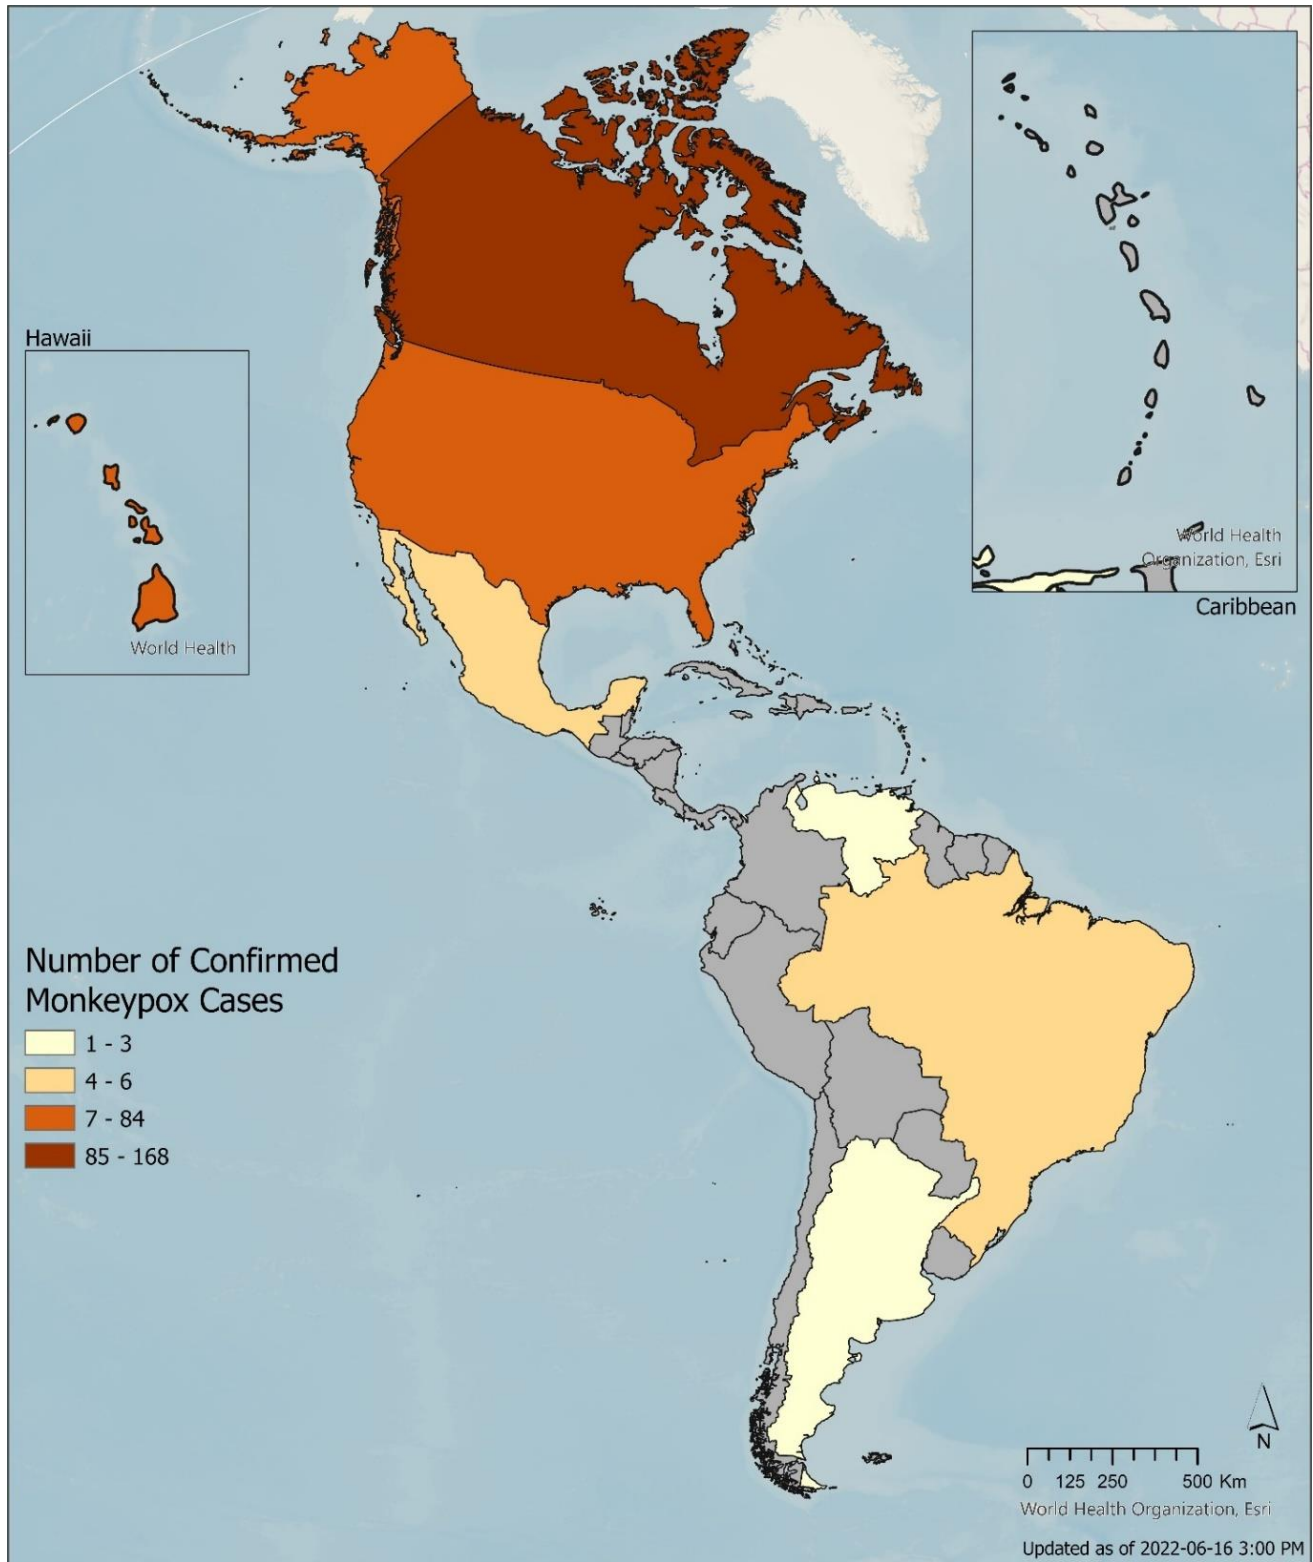 Hawaii
World Health
World Health
Organization, Esri
Caribbean
Number of Confirmed
Monkeypox Cases
1 - 3
4 - 6
7 - 84
85 - 168
N
0 125 250 500 Km
World Health Organization, Esri
Updated as of 2022-06-16 3:00 PM